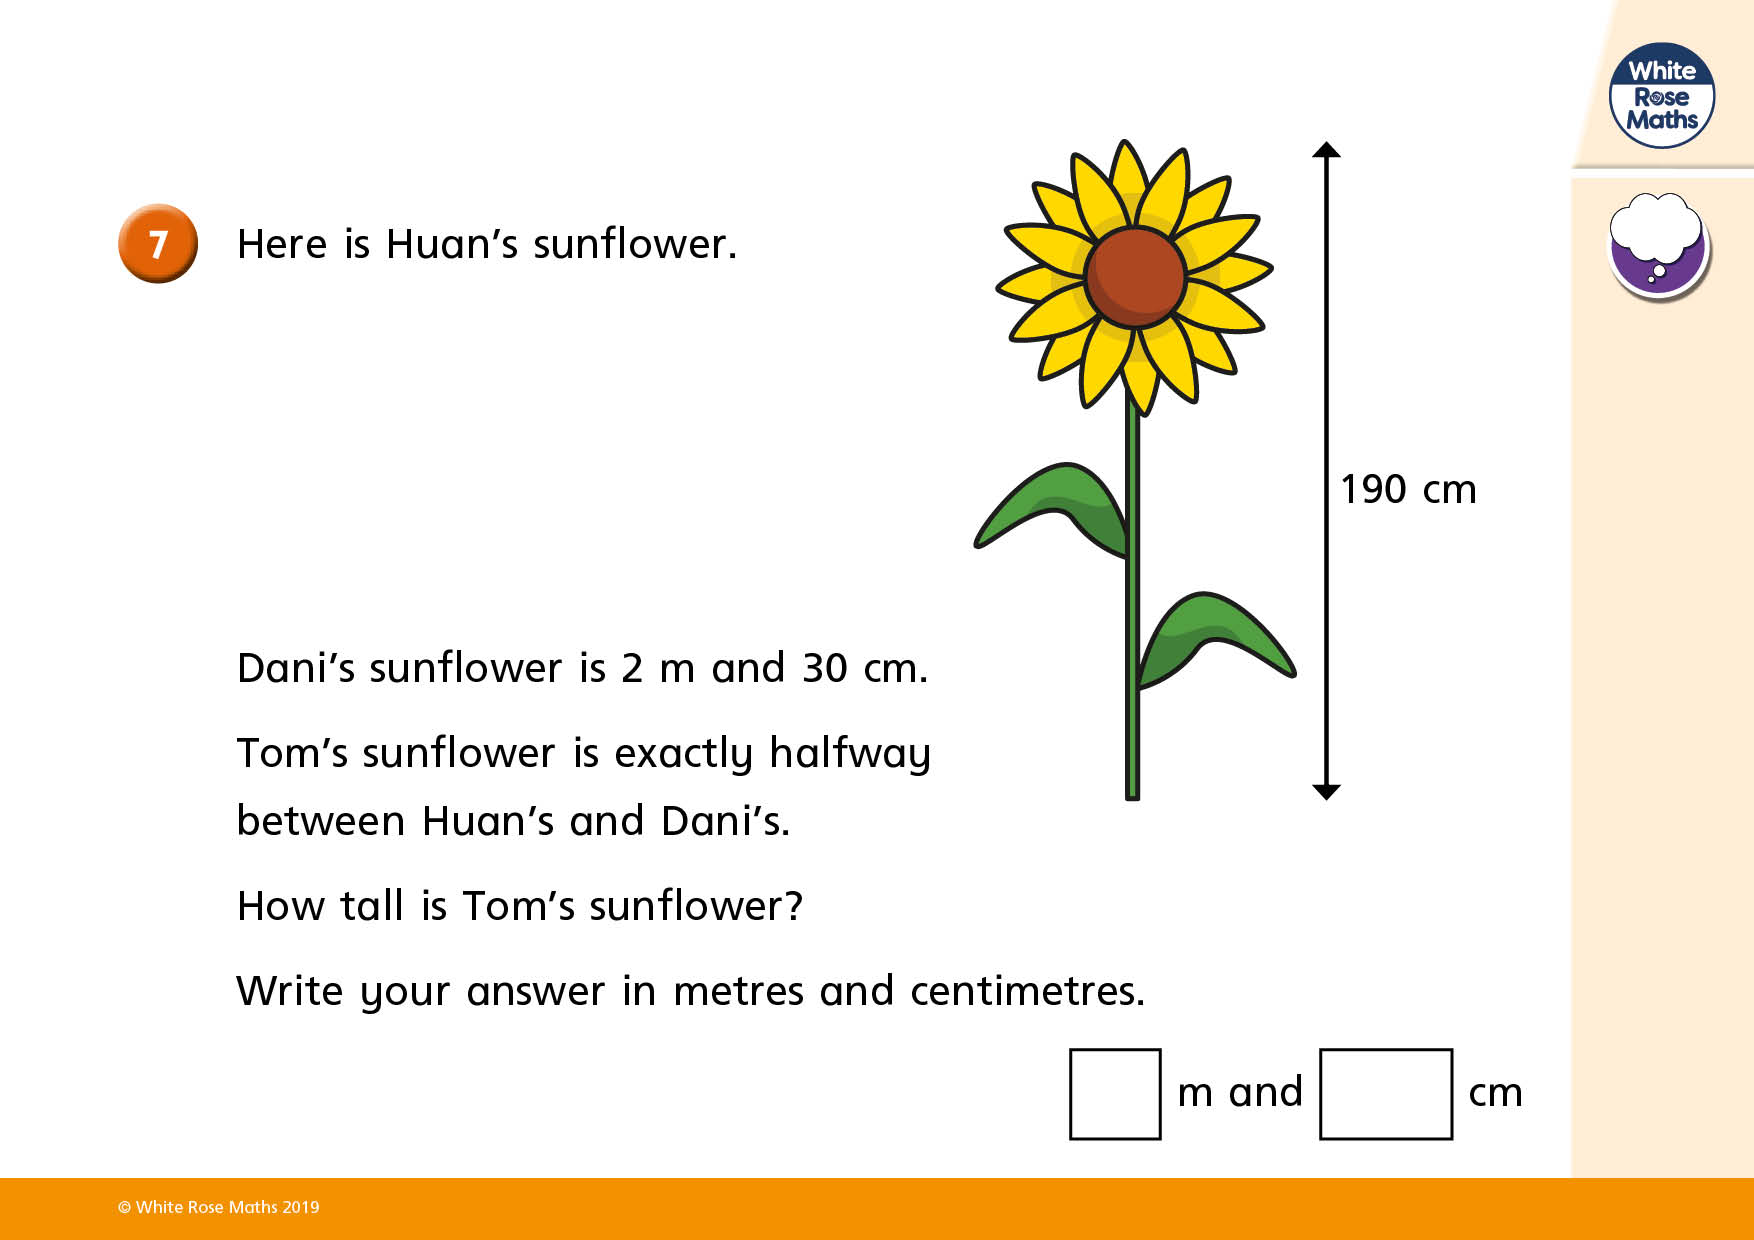 White
Rose
Maths
7
Here is Huan’s sunflower.
190 cm
Dani’s sunflower is 2 m and 30 cm.
Tom’s sunflower is exactly halfway
between Huan’s and Dani’s.
How tall is Tom’s sunflower?
Write your answer in metres and centimetres.
m and cm
© White Rose Maths 2019